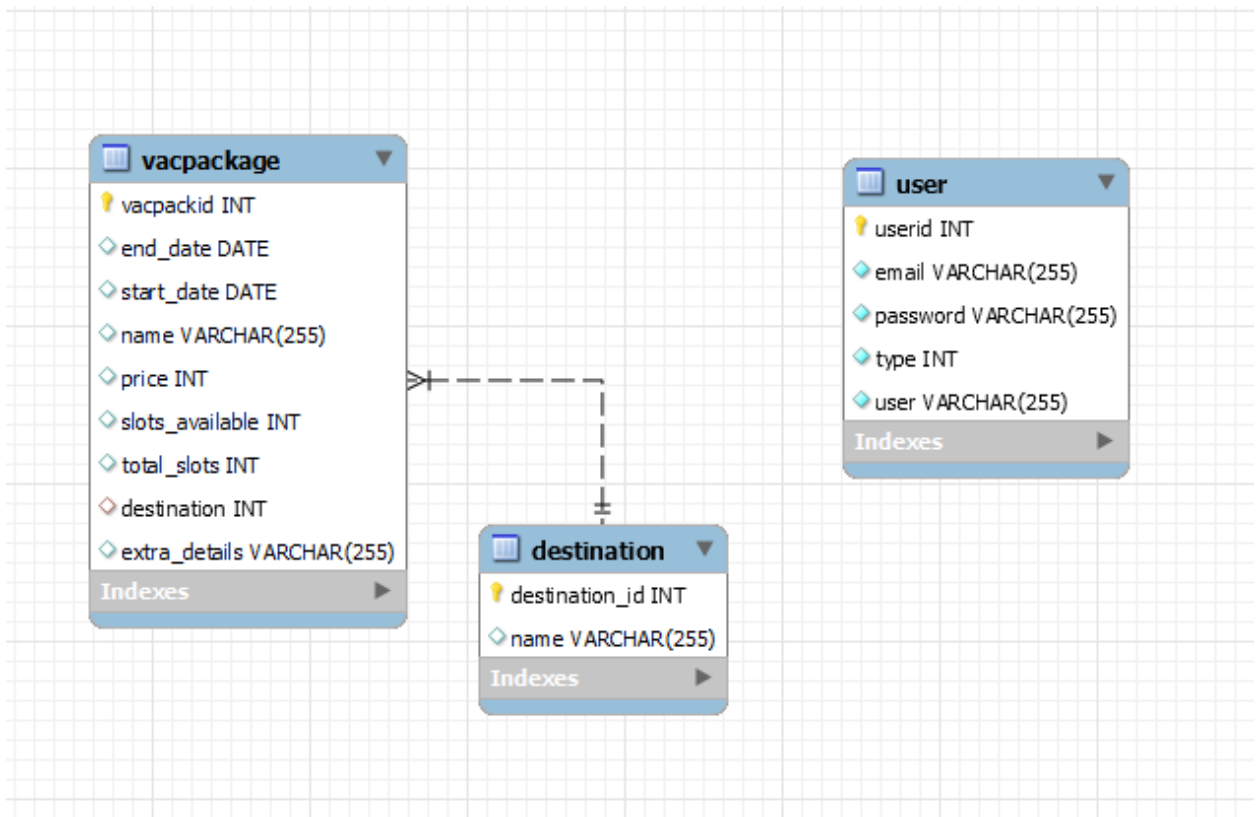 vacpackage
vacpackid INT
end_date DATE
start_date DATE
name VARCHAR(255)
price INT
slots_available INT
total_slots INT
destination INT
extra_details VARCHAR(255)
Indexes
user
userid INT
email VARCHAR(255)
password VARCHAR(255)
type INT
user VARCHAR(255)
Indexes
destination
destination_id INT
name VARCHAR(255)
Indexes